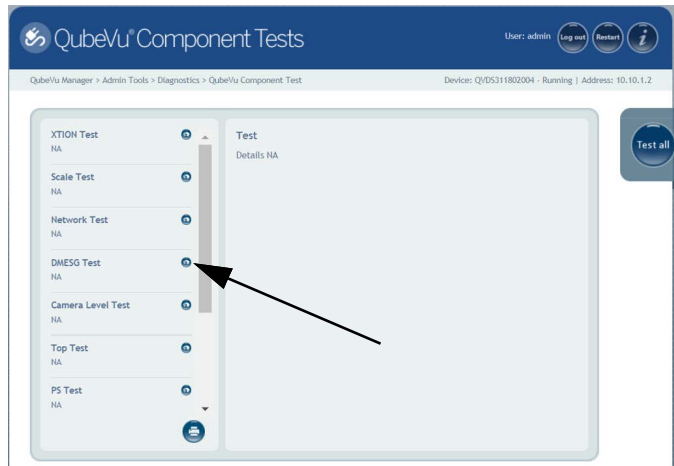 QubeVu® Component Tests
User: admin
Log out
Restart
i
QubeVu Manager > Admin Tools > Diagnostics > QubeVu Component Test
Device: QVDS311802004 - Running | Address: 10.10.1.2
XTION Test
NA
Scale Test
NA
Network Test
NA
DMESG Test
NA
Camera Level Test
NA
Top Test
NA
PS Test
NA
Test
Details NA
Test all